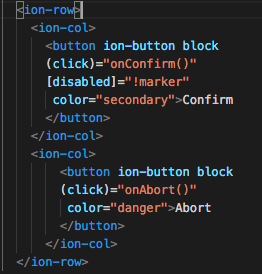 <ion-row>
<ion-col>
<button ion-button block
(click)="onConfirm()"
[disabled]="!marker"
color="secondary">Confirm
</button>
</ion-col>
<ion-col>
<button ion-button block
(click)="onAbort()"
color="danger">Abort
</button>
</ion-col>
</ion-row>